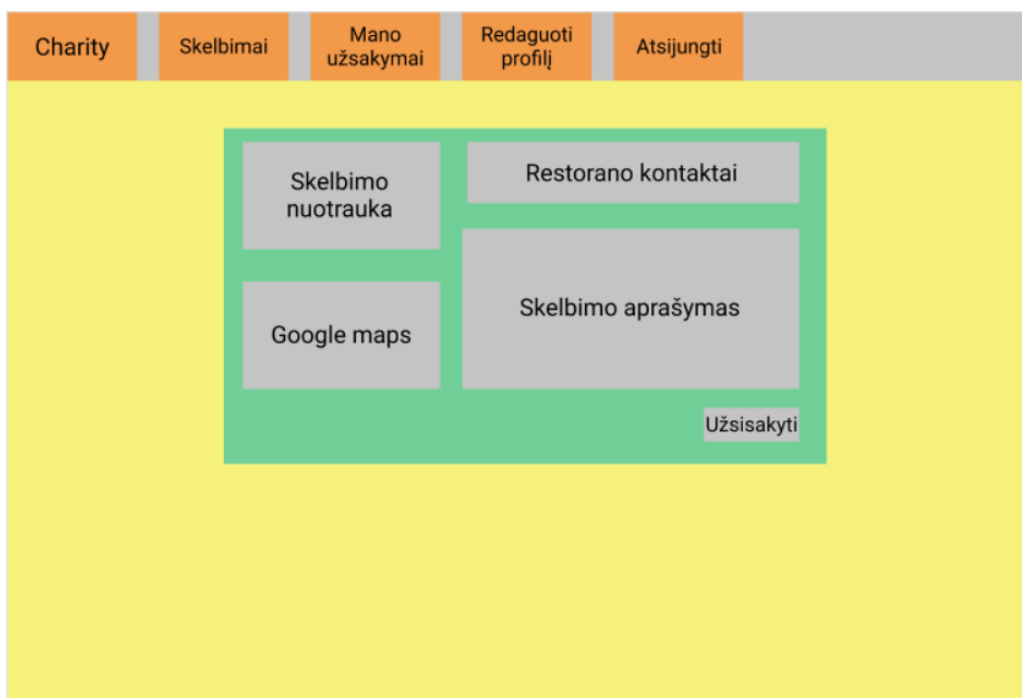 Charity
Skelbimai
Mano
užsakymai
Redaguoti
profilį
Atsijungti
Skelbimo
nuotrauka
Restorano kontaktai
Google maps
Skelbimo aprašymas
Užsisakyti